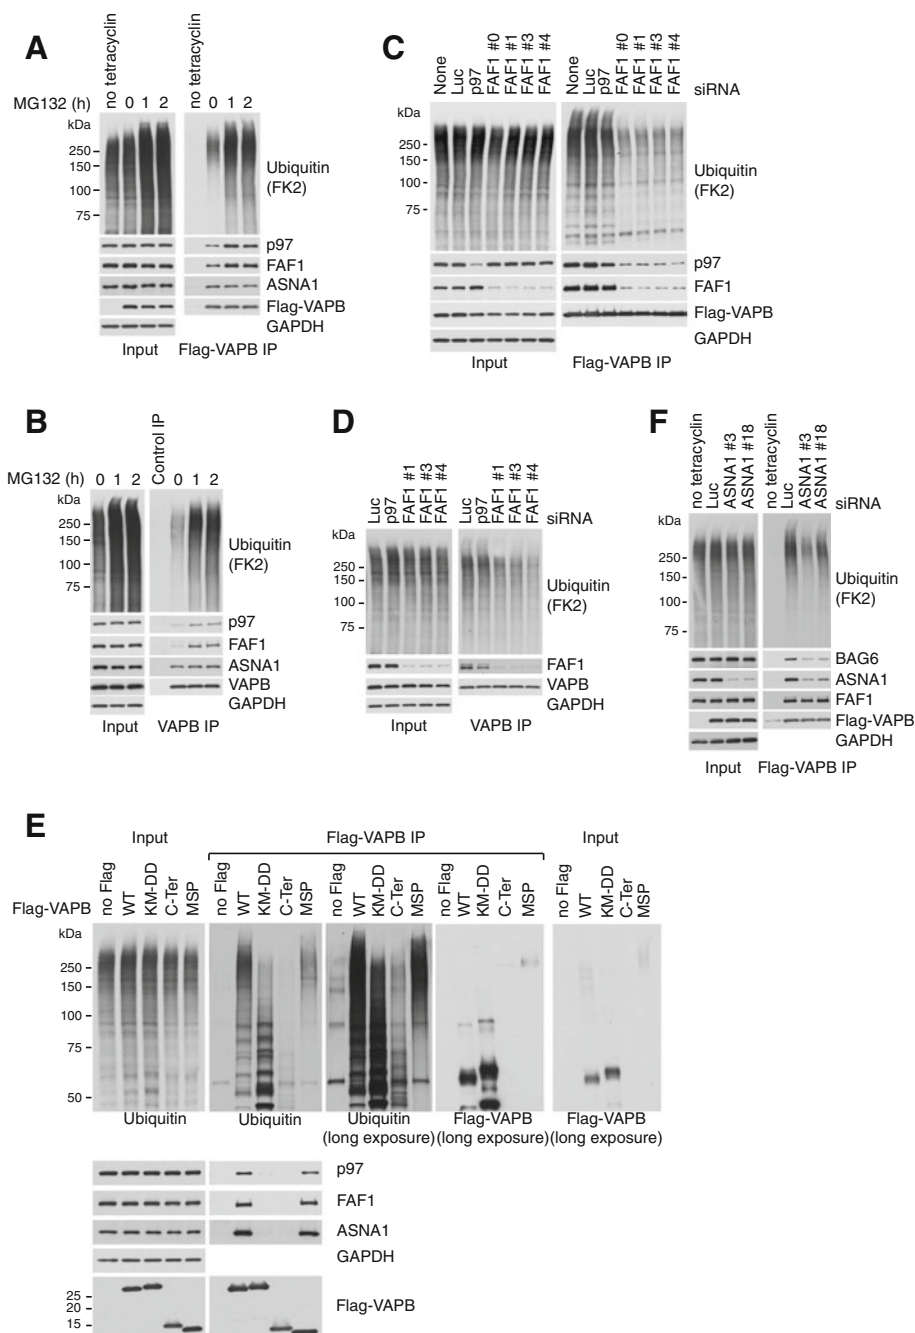 A
no tetracyclin
no tetracyclin
MG132 (h) 0 1 2 0 1 2
kDa
250
150
100
75
Ubiquitin
(FK2)
p97
FAF1
ASNA1
Flag-VAPB
GAPDH
Input Flag-VAPB IP
C
None Luc p97 FAF1 #0 FAF1 #1 FAF1 #3 FAF1 #4 None Luc p97 FAF1 #0 FAF1 #1 FAF1 #3 FAF1 #4
siRNA
kDa
250
150
100
75
Ubiquitin
(FK2)
p97
FAF1
Flag-VAPB
GAPDH
Input Flag-VAPB IP
B
Control IP
MG132 (h) 0 1 2 0 1 2
kDa
250
150
100
75
Ubiquitin
(FK2)
p97
FAF1
ASNA1
VAPB
GAPDH
Input VAPB IP
D
Luc p97 FAF1 #1 FAF1 #3 FAF1 #4 Luc p97 FAF1 #1 FAF1 #3 FAF1 #4
siRNA
kDa
250
150
100
75
Ubiquitin
(FK2)
FAF1
VAPB
GAPDH
Input VAPB IP
F
no tetracyclin Luc ASNA1 #3 ASNA1 #18 no tetracyclin Luc ASNA1 #3 ASNA1 #18
siRNA
kDa
250
150
100
75
Ubiquitin
(FK2)
BAG6
ASNA1
FAF1
Flag-VAPB
GAPDH
Input Flag-VAPB IP
E
Input Flag-VAPB IP Input
Flag-VAPB no Flag WT KM-DD C-Ter MSP no Flag WT KM-DD C-Ter MSP no Flag WT KM-DD C-Ter MSP no Flag WT KM-DD C-Ter MSP no Flag WT KM-DD C-Ter MSP
kDa
250
150
100
75
50
Ubiquitin Ubiquitin Ubiquitin Flag-VAPB Flag-VAPB
(long exposure) (long exposure) (long exposure)
p97
FAF1
ASNA1
GAPDH
25
20
15
Flag-VAPB